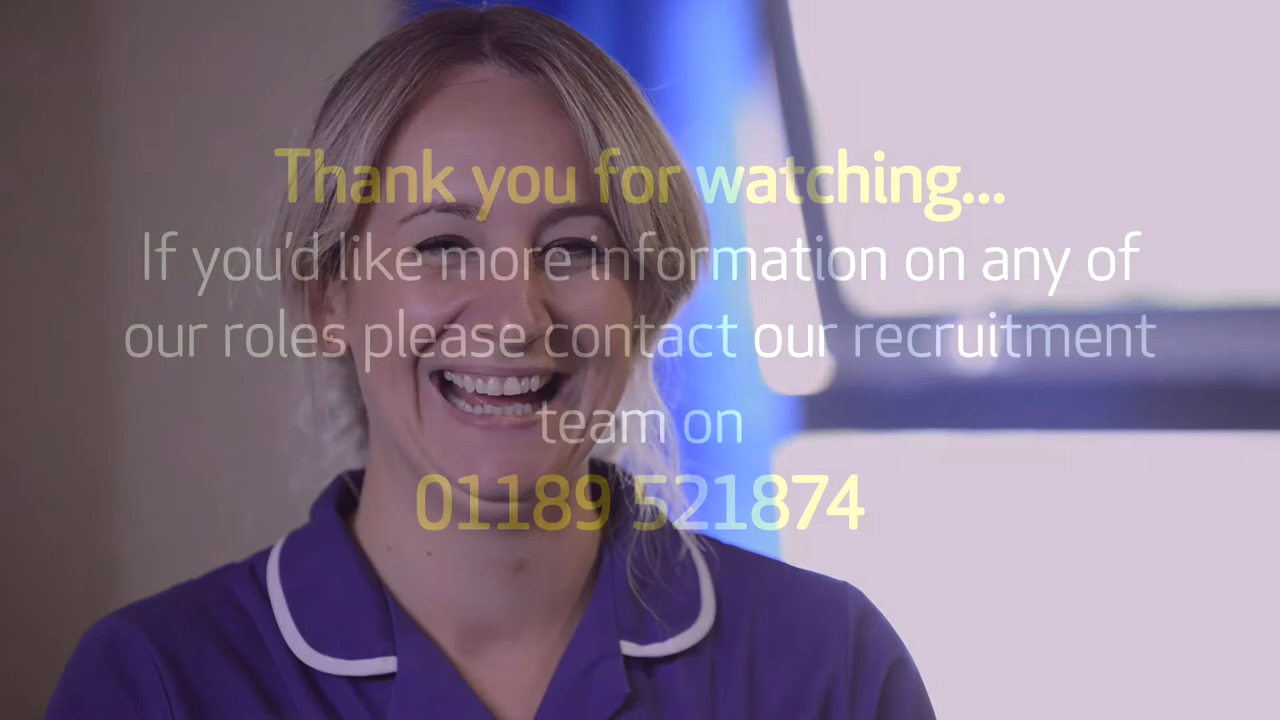 Thank you for watching...
If you'd like more information on any of
our roles please contact our recruitment
team on
01189 521874